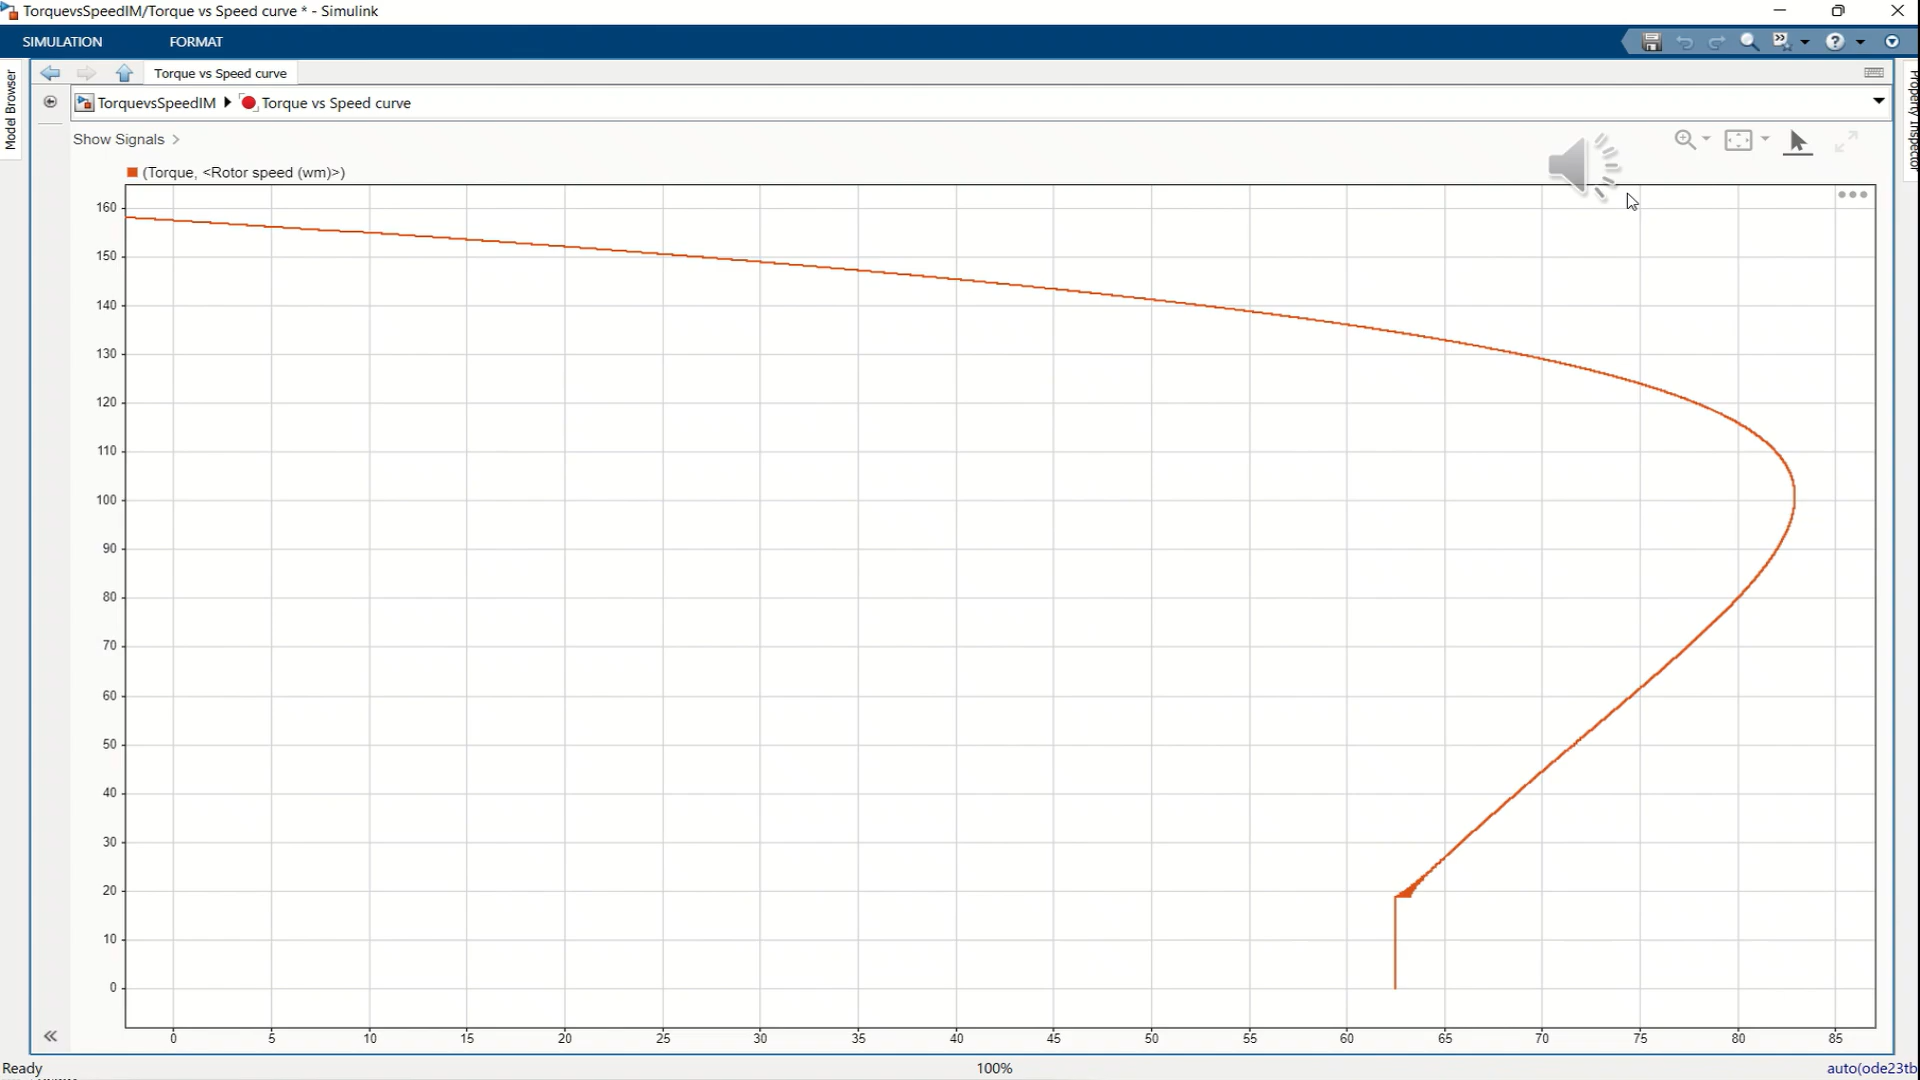 TorquevsSpeedIM/Torque vs Speed curve * - Simulink
SIMULATION
FORMAT
Model Browser
Torque vs Speed curve
Property Inspector
TorquevsSpeedIM
Torque vs Speed curve
Show Signals >
(Torque, <Rotor speed (wm)>)
160
150
140
130
120
110
100
90
80
70
60
50
40
30
20
10
0
0 5 10 15 20 25 30 35 40 45 50 55 60 65 70 75 80 85
Ready
100%
auto(ode23tb